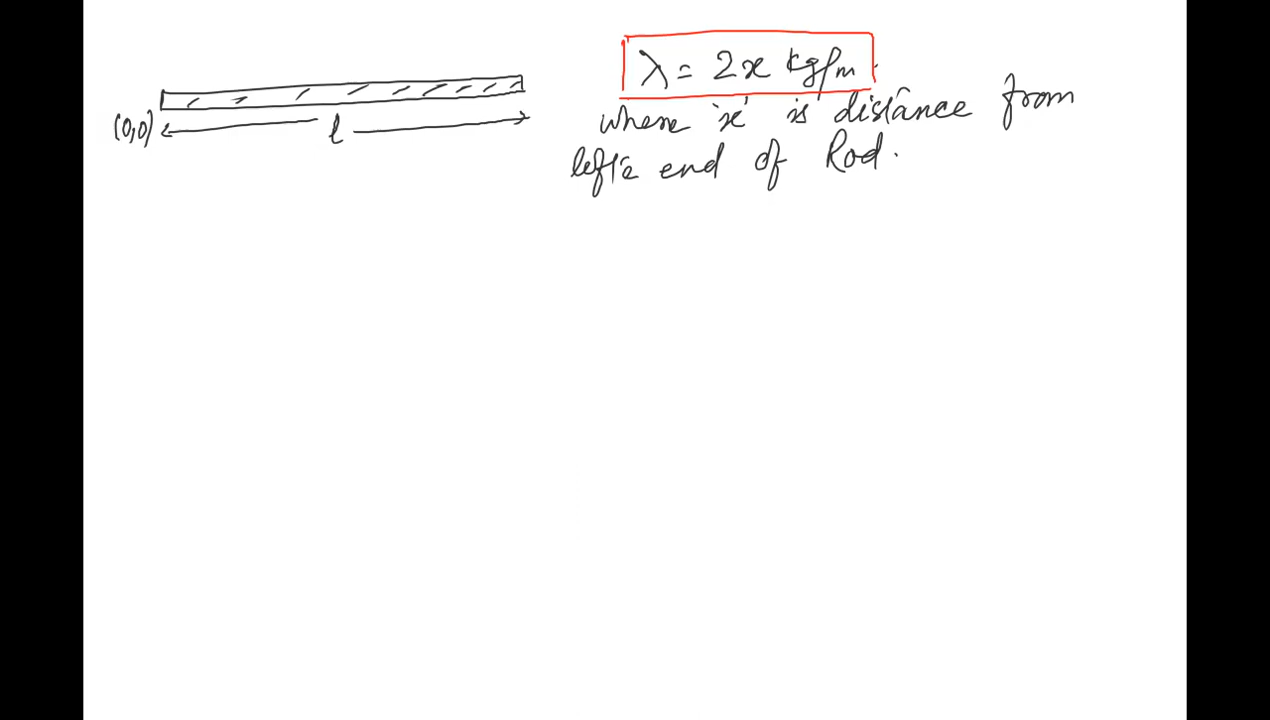 λ = 2x kg/m.
where 'x' is distance from
left end of Rod.
(0,0)
l